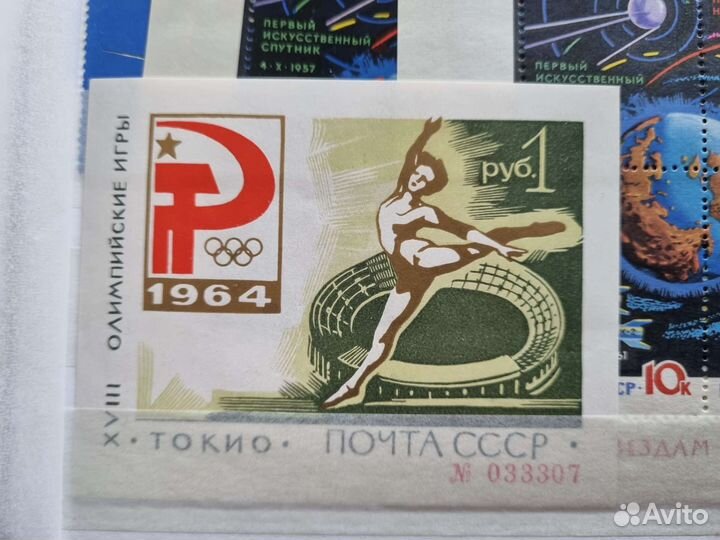 ПЕРВЫЙ
ИСКУССТВЕННЫЙ
СПУТНИК
4·X·1957
ПЕРВЫЙ
ИСКУССТВЕННЫЙ
XVIII ОЛИМПИЙСКИЕ ИГРЫ
1964
руб. 1
· ТОКИО ·
ПОЧТА СССР ·
№ 033307
10к
Avito